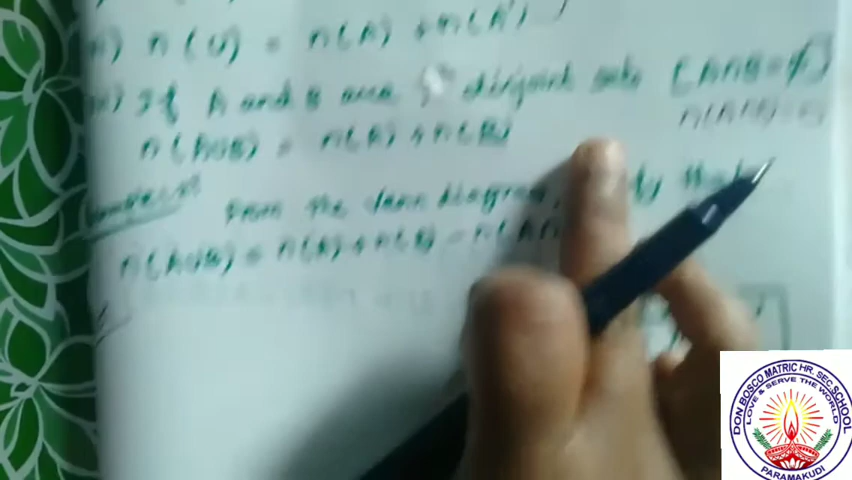 n(U) = n(A) + n(A')
If A and B are disjoint sets [A∩B=∅]
n(A∩B)=0
n(A∪B) = n(A) + n(B)
From the venn diagram, that
n(A∪B) = n(A) + n(B) - n(A∩
DON BOSCO MATRIC HR. SEC. SCHOOL
LOVE & SERVE THE WORLD
PARAMAKUDI